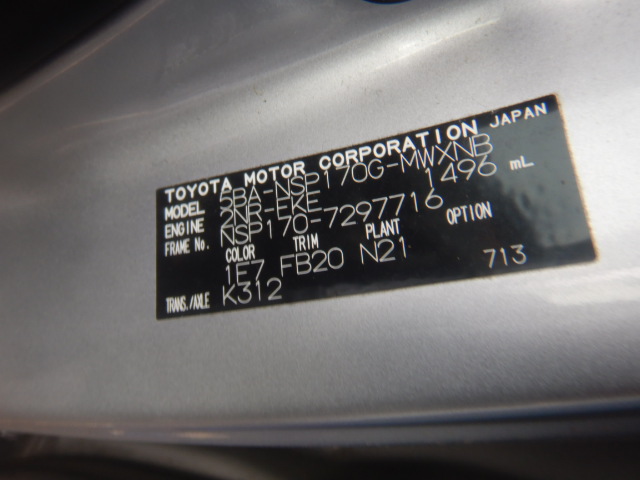 TOYOTA MOTOR CORPORATION JAPAN
MODEL 5BA-NSP170G-MWXNB
ENGINE 2NR-FKE 1496 mL
FRAME No. NSP170-7297716
COLOR TRIM PLANT OPTION
1F7 FB20 N21 713
TRANS./AXLE K312